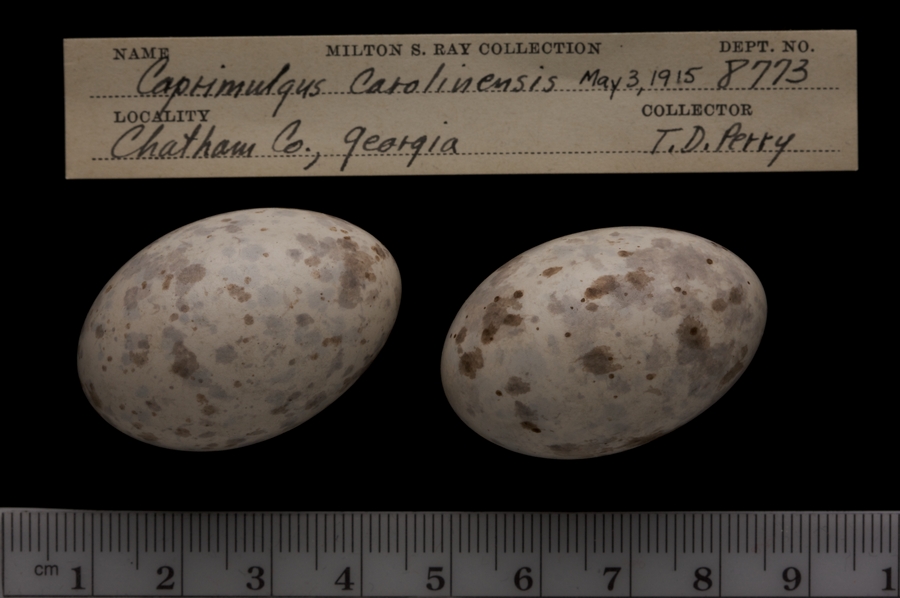 NAME MILTON S. RAY COLLECTION DEPT. NO.
Caprimulgus Carolinensis May 3, 1915 8773
LOCALITY COLLECTOR
Chatham Co., Georgia T. D. Perry
cm 1 2 3 4 5 6 7 8 9 1